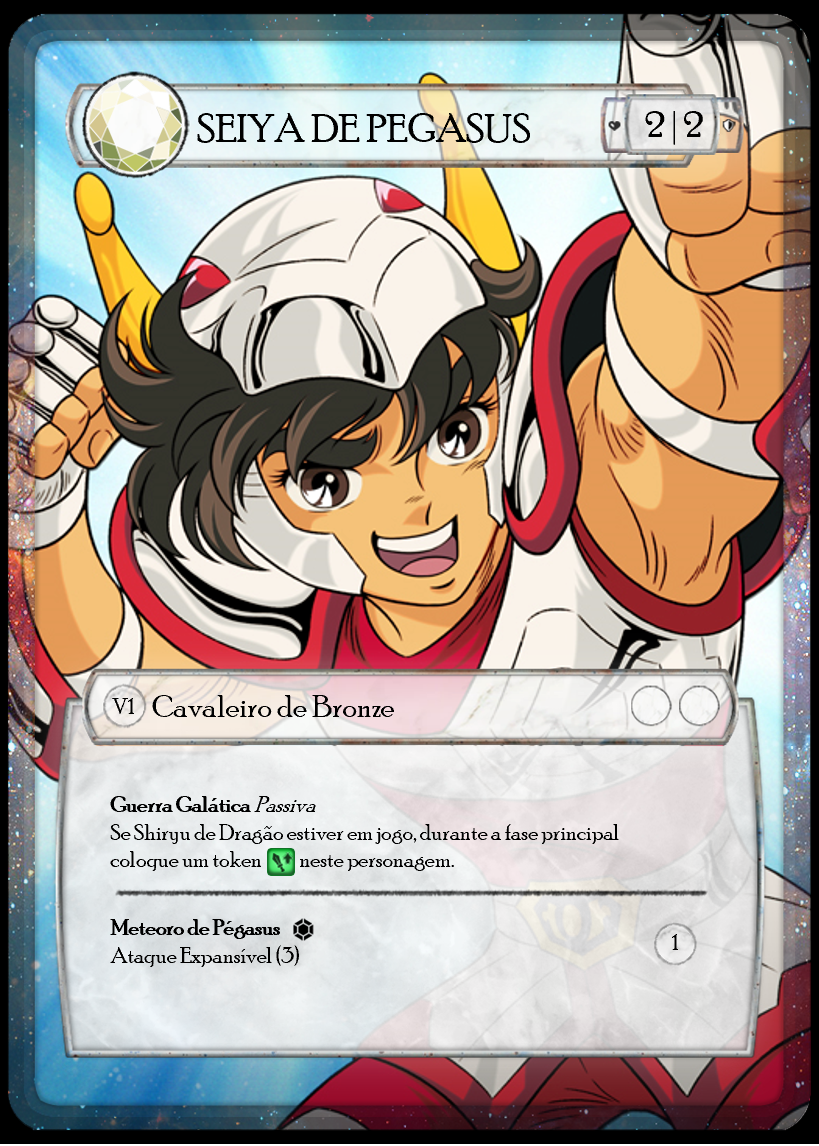 SEIYA DE PEGASUS
2|2
V1 Cavaleiro de Bronze
Guerra Galática Passiva
Se Shiryu de Dragão estiver em jogo, durante a fase principal
coloque um token neste personagem.
Meteoro de Pégasus
Ataque Expansível (3)
1